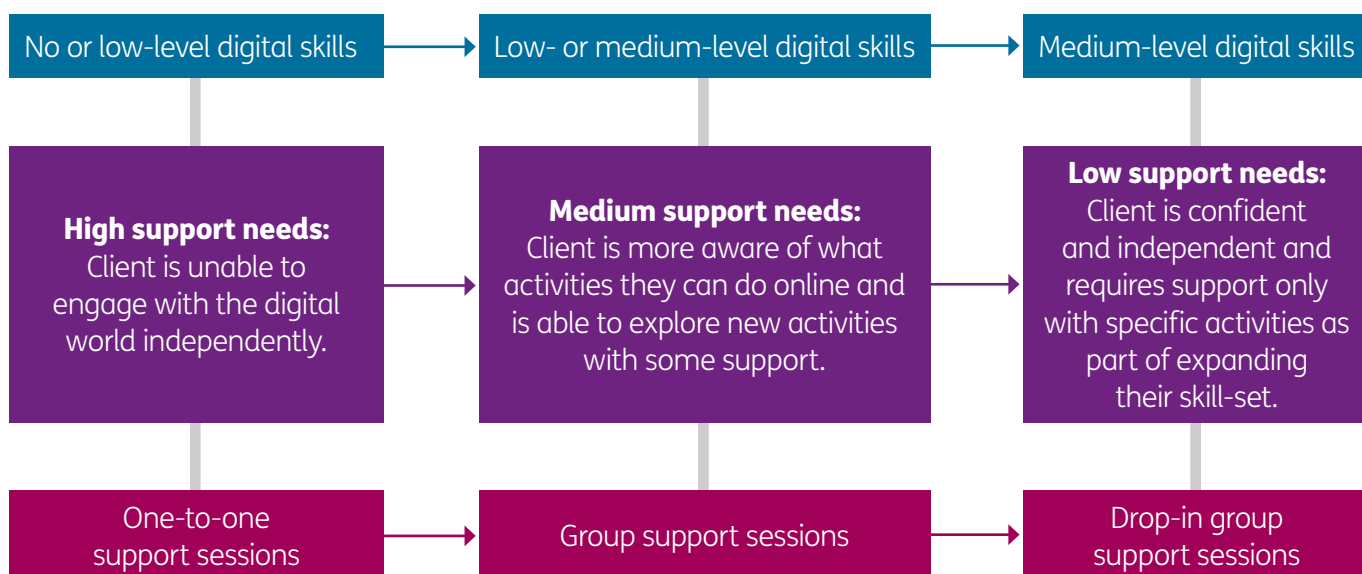 No or low-level digital skills
Low- or medium-level digital skills
Medium-level digital skills
High support needs:
Client is unable to
engage with the digital
world independently.
Medium support needs:
Client is more aware of what
activities they can do online and
is able to explore new activities
with some support.
Low support needs:
Client is confident
and independent and
requires support only
with specific activities as
part of expanding
their skill-set.
One-to-one
support sessions
Group support sessions
Drop-in group
support sessions